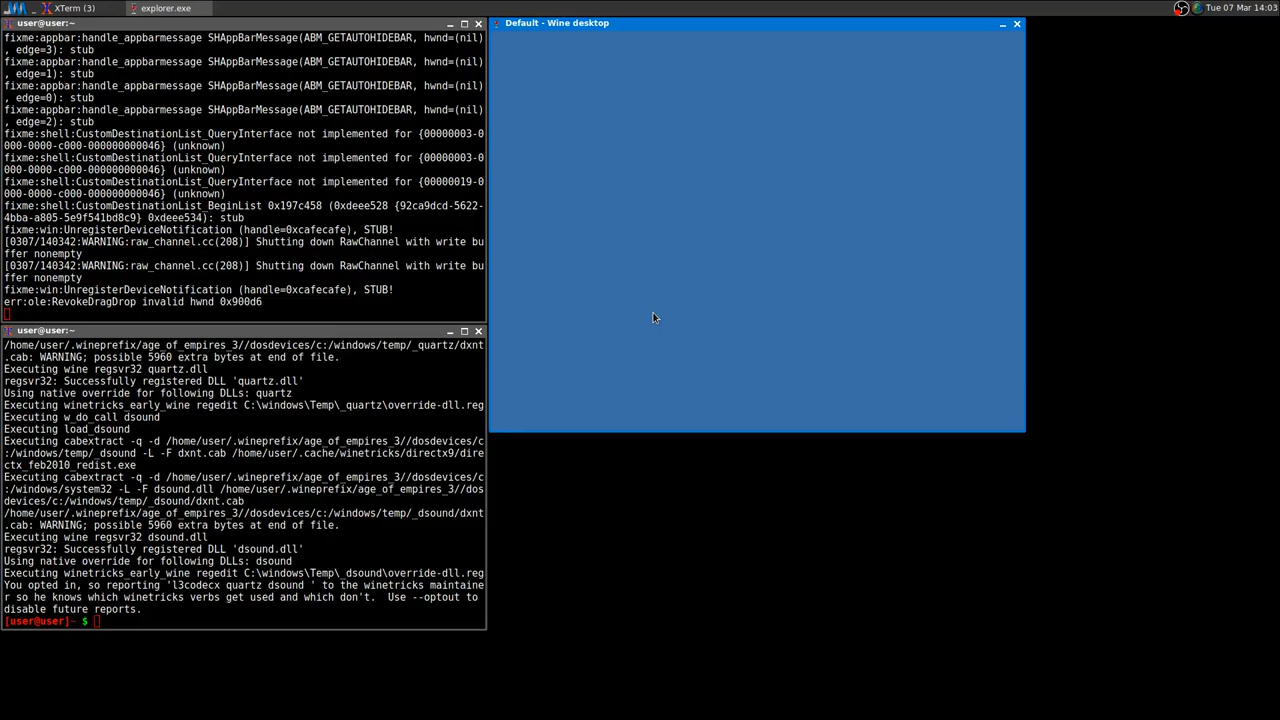 XTerm (3)
explorer.exe
Tue 07 Mar 14:03
user@user:~
fixme:appbar:handle_appbarmessage SHAppBarMessage(ABM_GETAUTOHIDEBAR, hwnd=(nil)
, edge=3): stub
fixme:appbar:handle_appbarmessage SHAppBarMessage(ABM_GETAUTOHIDEBAR, hwnd=(nil)
, edge=1): stub
fixme:appbar:handle_appbarmessage SHAppBarMessage(ABM_GETAUTOHIDEBAR, hwnd=(nil)
, edge=0): stub
fixme:appbar:handle_appbarmessage SHAppBarMessage(ABM_GETAUTOHIDEBAR, hwnd=(nil)
, edge=2): stub
fixme:shell:CustomDestinationList_QueryInterface not implemented for {00000003-0
000-0000-c000-000000000046} (unknown)
fixme:shell:CustomDestinationList_QueryInterface not implemented for {00000003-0
000-0000-c000-000000000046} (unknown)
fixme:shell:CustomDestinationList_QueryInterface not implemented for {00000019-0
000-0000-c000-000000000046} (unknown)
fixme:shell:CustomDestinationList_BeginList 0x197c458 (0xdeee528 {92ca9dcd-5622-
4bba-a805-5e9f541bd8c9} 0xdeee534): stub
fixme:win:UnregisterDeviceNotification (handle=0xcafecafe), STUB!
[0307/140342:WARNING:raw_channel.cc(208)] Shutting down RawChannel with write bu
ffer nonempty
[0307/140342:WARNING:raw_channel.cc(208)] Shutting down RawChannel with write bu
ffer nonempty
fixme:win:UnregisterDeviceNotification (handle=0xcafecafe), STUB!
err:ole:RevokeDragDrop invalid hwnd 0x900d6
Default - Wine desktop
user@user:~
/home/user/.wineprefix/age_of_empires_3//dosdevices/c:/windows/temp/_quartz/dxnt
.cab: WARNING; possible 5960 extra bytes at end of file.
Executing wine regsvr32 quartz.dll
regsvr32: Successfully registered DLL 'quartz.dll'
Using native override for following DLLs: quartz
Executing winetricks_early_wine regedit C:\windows\Temp\_quartz\override-dll.reg
Executing w_do_call dsound
Executing load_dsound
Executing cabextract -q -d /home/user/.wineprefix/age_of_empires_3//dosdevices/c
:/windows/temp/_dsound -L -F dxnt.cab /home/user/.cache/winetricks/directx9/dire
ctx_feb2010_redist.exe
Executing cabextract -q -d /home/user/.wineprefix/age_of_empires_3//dosdevices/c
:/windows/system32 -L -F dsound.dll /home/user/.wineprefix/age_of_empires_3//dos
devices/c:/windows/temp/_dsound/dxnt.cab
/home/user/.wineprefix/age_of_empires_3//dosdevices/c:/windows/temp/_dsound/dxnt
.cab: WARNING; possible 5960 extra bytes at end of file.
Executing wine regsvr32 dsound.dll
regsvr32: Successfully registered DLL 'dsound.dll'
Using native override for following DLLs: dsound
Executing winetricks_early_wine regedit C:\windows\Temp\_dsound\override-dll.reg
You opted in, so reporting 'l3codecx quartz dsound ' to the winetricks maintaine
r so he knows which winetricks verbs get used and which don't.  Use --optout to
disable future reports.
[user@user]~ $